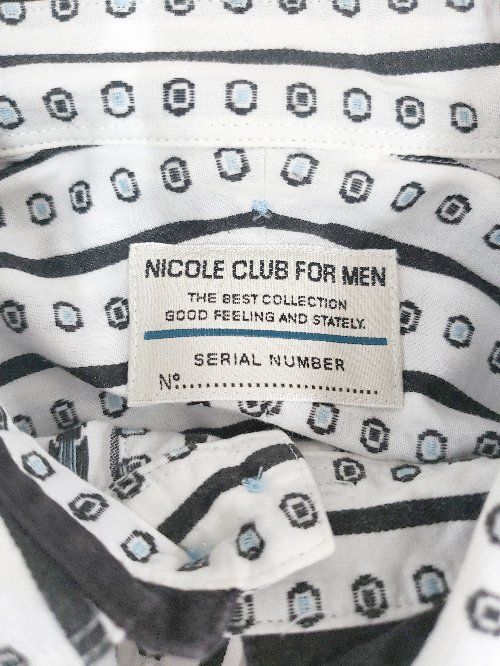 NICOLE CLUB FOR MEN
THE BEST COLLECTION
GOOD FEELING AND STATELY.
SERIAL NUMBER
Nº..............................